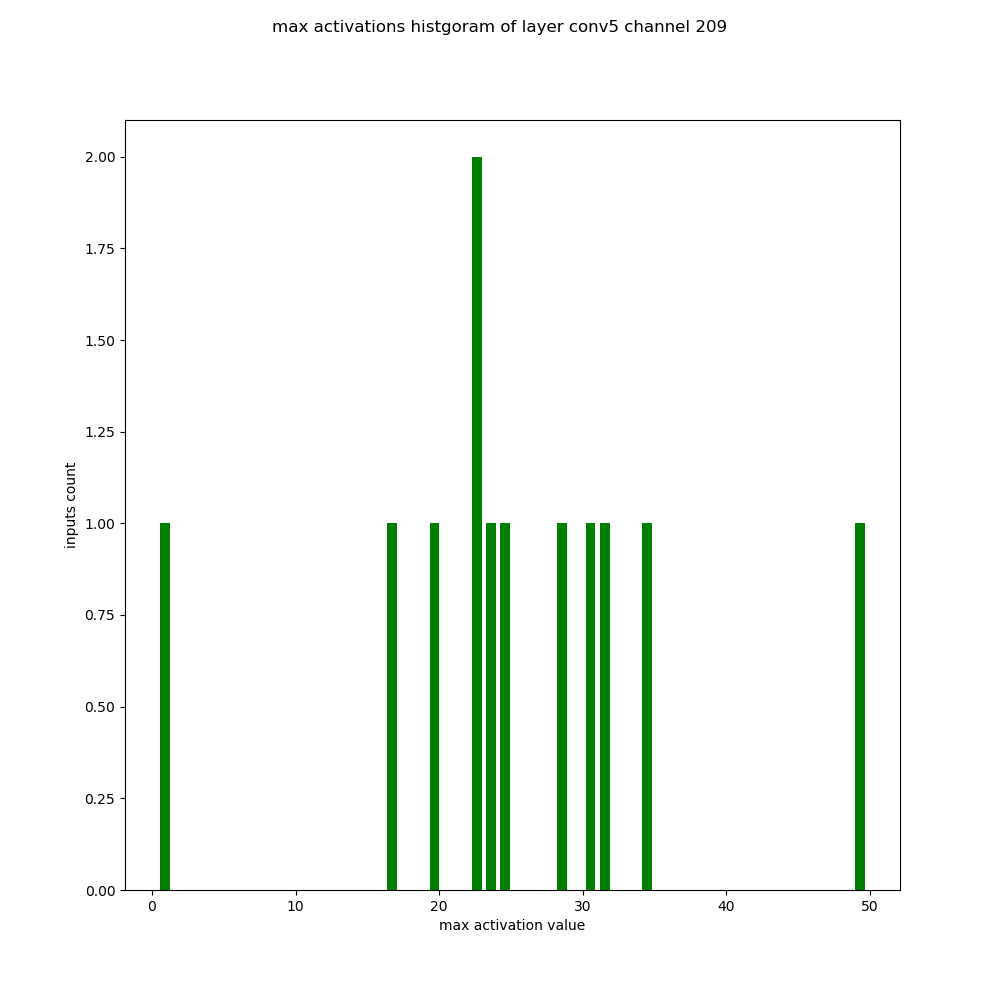 max activations histgoram of layer conv5 channel 209
2.00
1.75
1.50
1.25
1.00
0.75
0.50
0.25
0.00
inputs count
0 10 20 30 40 50
max activation value